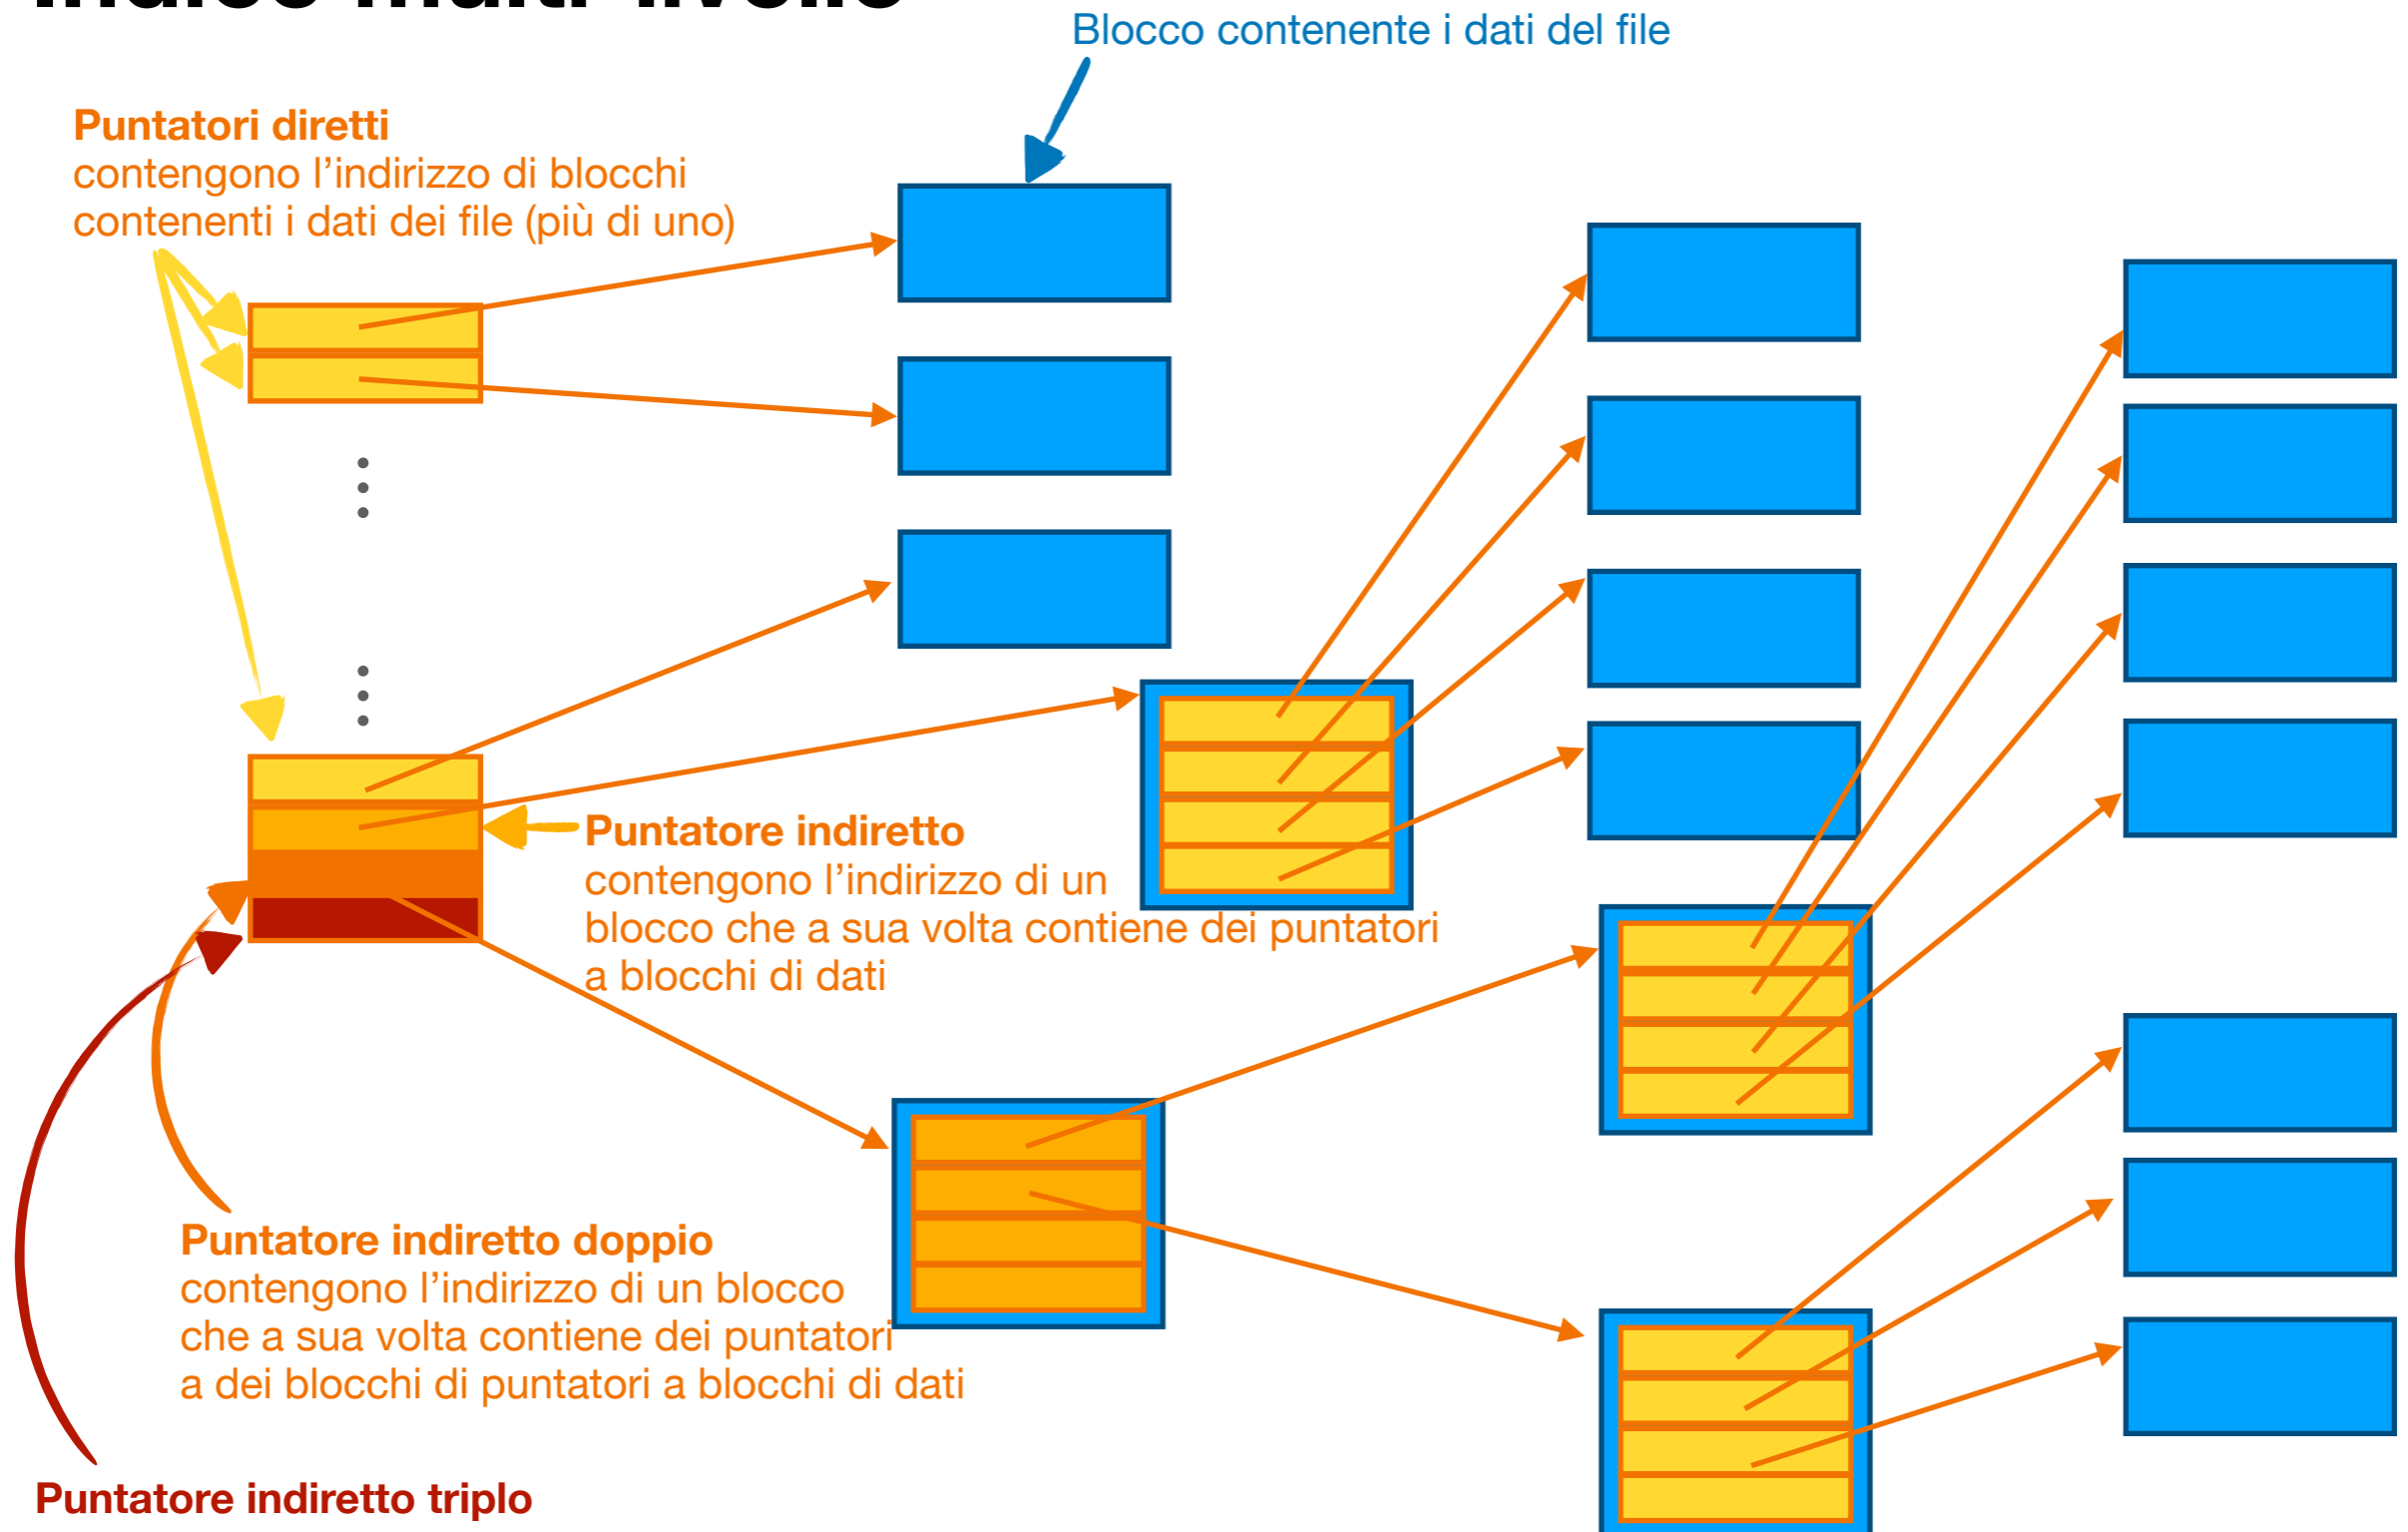 Indice multi-livello
Blocco contenente i dati del file
Puntatori diretti
contengono l’indirizzo di blocchi
contenenti i dati dei file (più di uno)
Puntatore indiretto
contengono l’indirizzo di un
blocco che a sua volta contiene dei puntatori
a blocchi di dati
Puntatore indiretto doppio
contengono l’indirizzo di un blocco
che a sua volta contiene dei puntatori
a dei blocchi di puntatori a blocchi di dati
Puntatore indiretto triplo